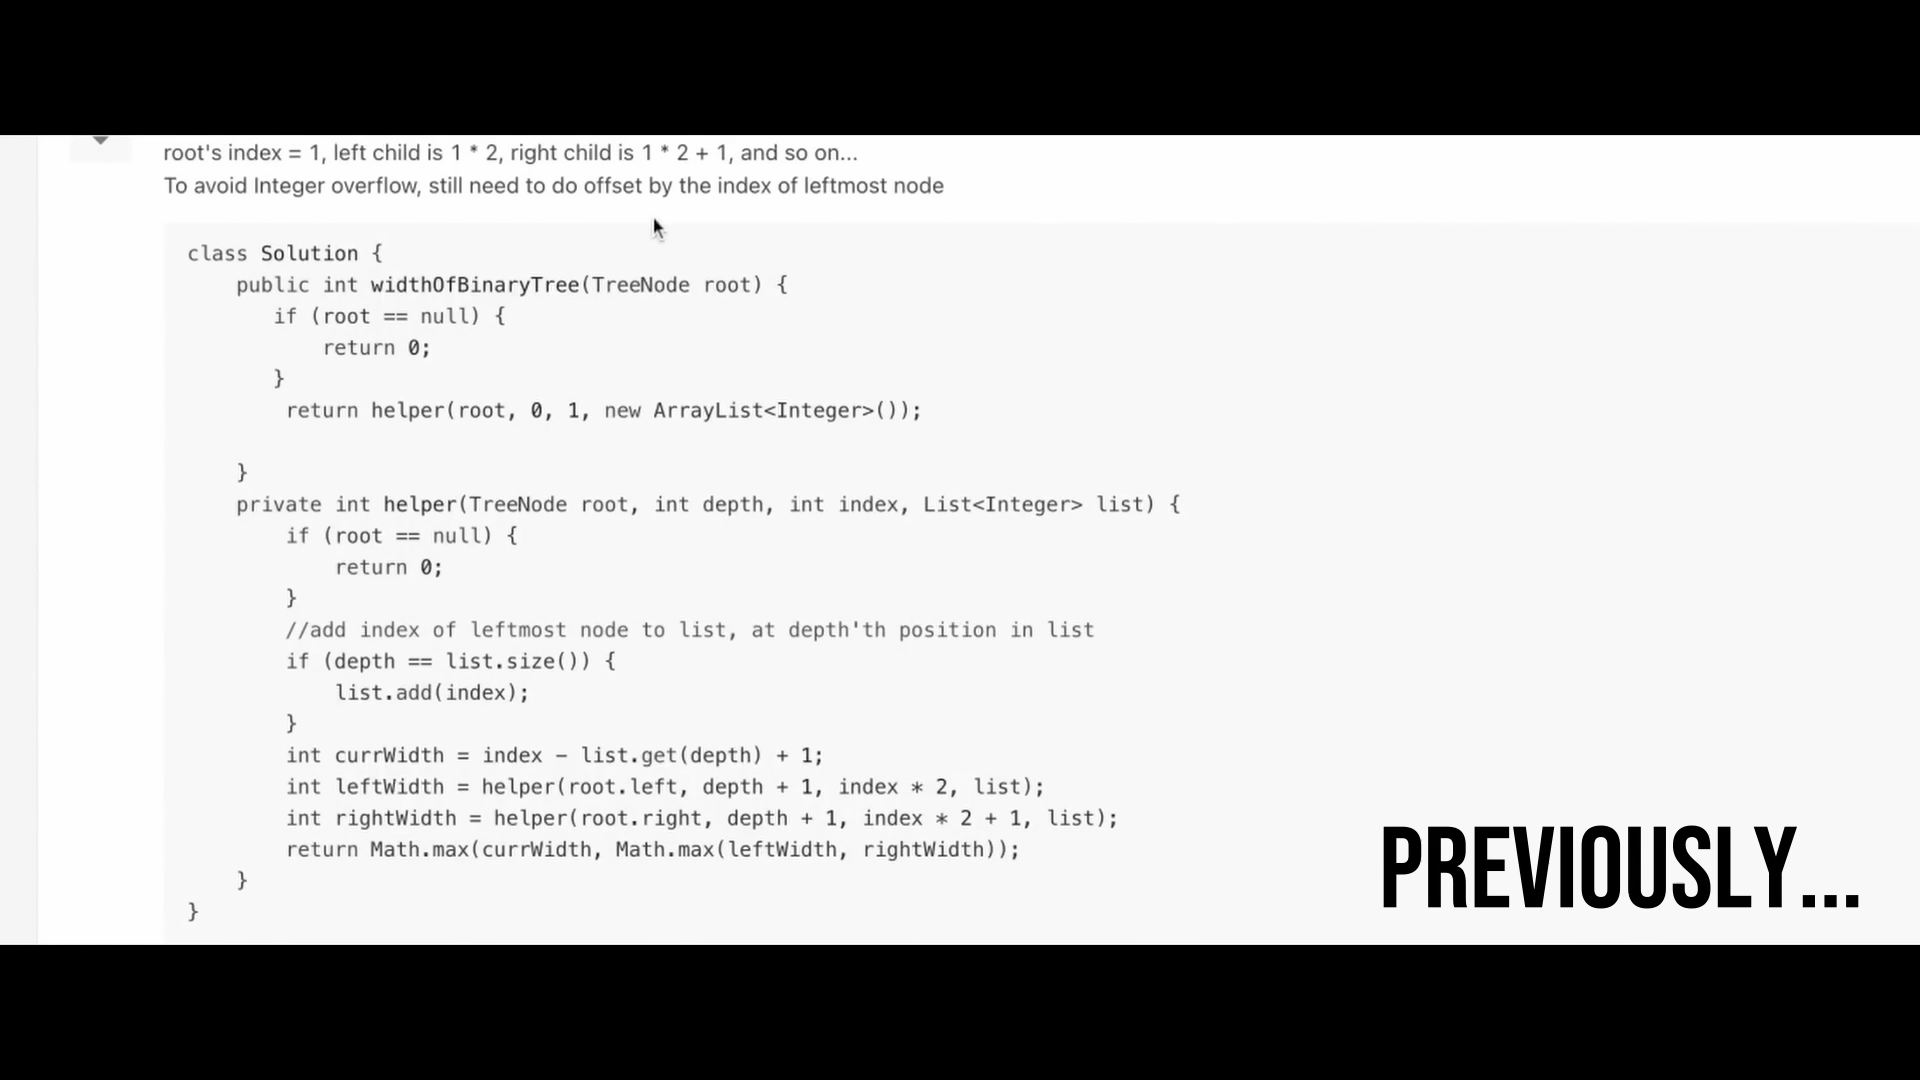 root's index = 1, left child is 1 * 2, right child is 1 * 2 + 1, and so on...
To avoid Integer overflow, still need to do offset by the index of leftmost node
class Solution {
    public int widthOfBinaryTree(TreeNode root) {
       if (root == null) {
           return 0;
       }
        return helper(root, 0, 1, new ArrayList<Integer>());
    }
    private int helper(TreeNode root, int depth, int index, List<Integer> list) {
        if (root == null) {
            return 0;
        }
        //add index of leftmost node to list, at depth'th position in list
        if (depth == list.size()) {
            list.add(index);
        }
        int currWidth = index − list.get(depth) + 1;
        int leftWidth = helper(root.left, depth + 1, index * 2, list);
        int rightWidth = helper(root.right, depth + 1, index * 2 + 1, list);
        return Math.max(currWidth, Math.max(leftWidth, rightWidth));
    }
}
PREVIOUSLY...